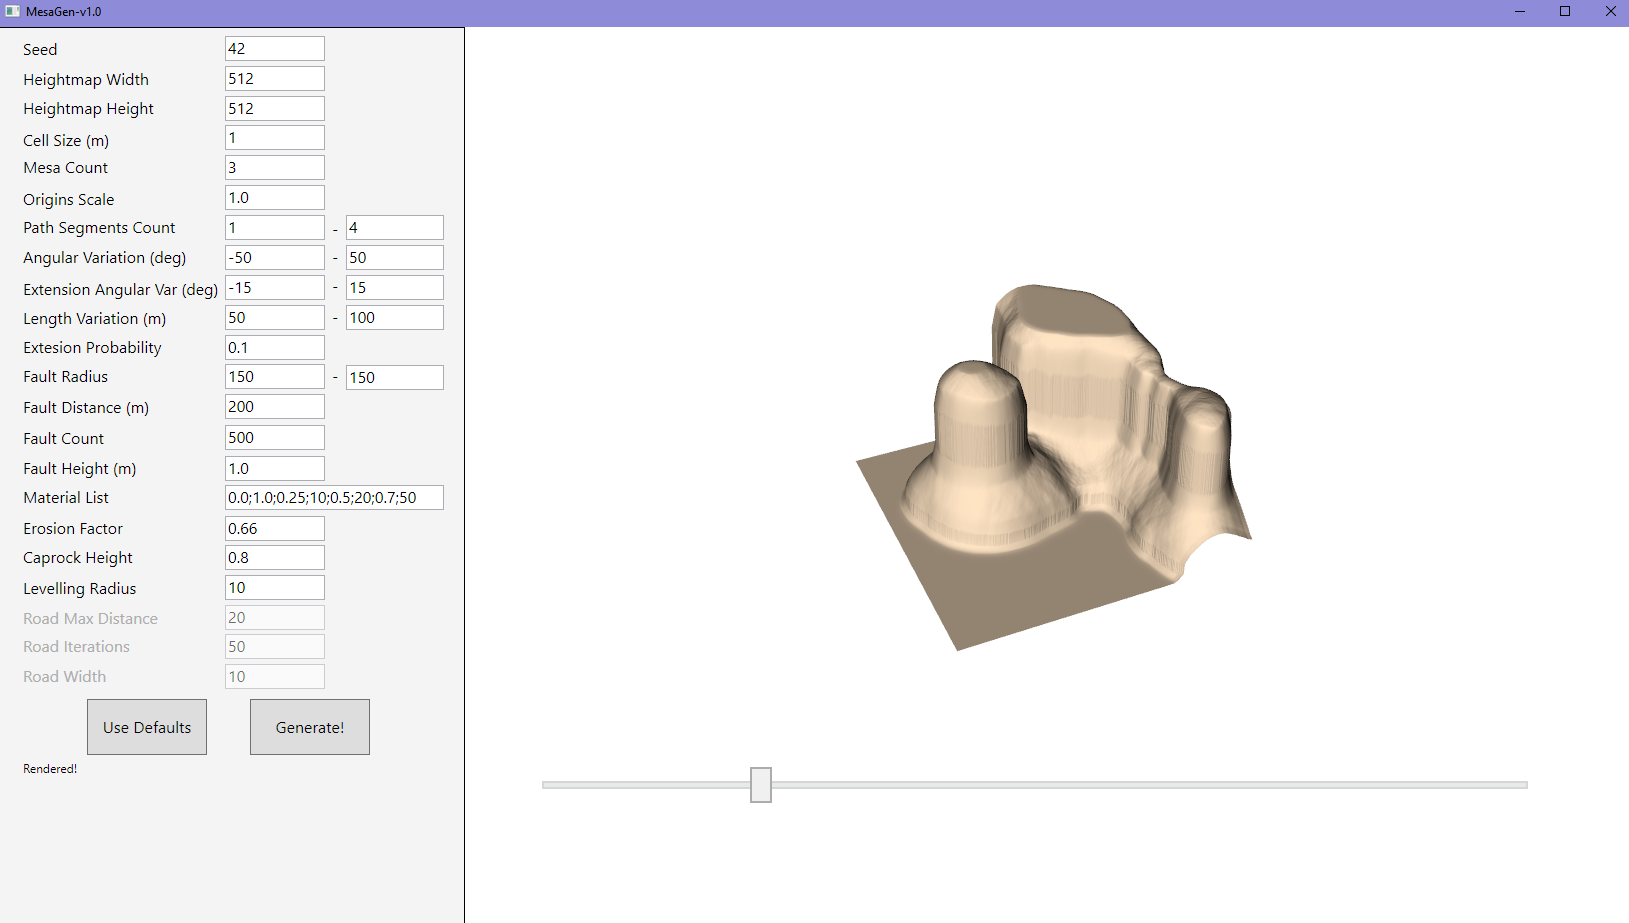 MesaGen-v1.0
Seed 42
Heightmap Width 512
Heightmap Height 512
Cell Size (m) 1
Mesa Count 3
Origins Scale 1.0
Path Segments Count 1 - 4
Angular Variation (deg) -50 - 50
Extension Angular Var (deg) -15 - 15
Length Variation (m) 50 - 100
Extesion Probability 0.1
Fault Radius 150 - 150
Fault Distance (m) 200
Fault Count 500
Fault Height (m) 1.0
Material List 0.0;1.0;0.25;10;0.5;20;0.7;50
Erosion Factor 0.66
Caprock Height 0.8
Levelling Radius 10
Road Max Distance 20
Road Iterations 50
Road Width 10
Use Defaults Generate!
Rendered!